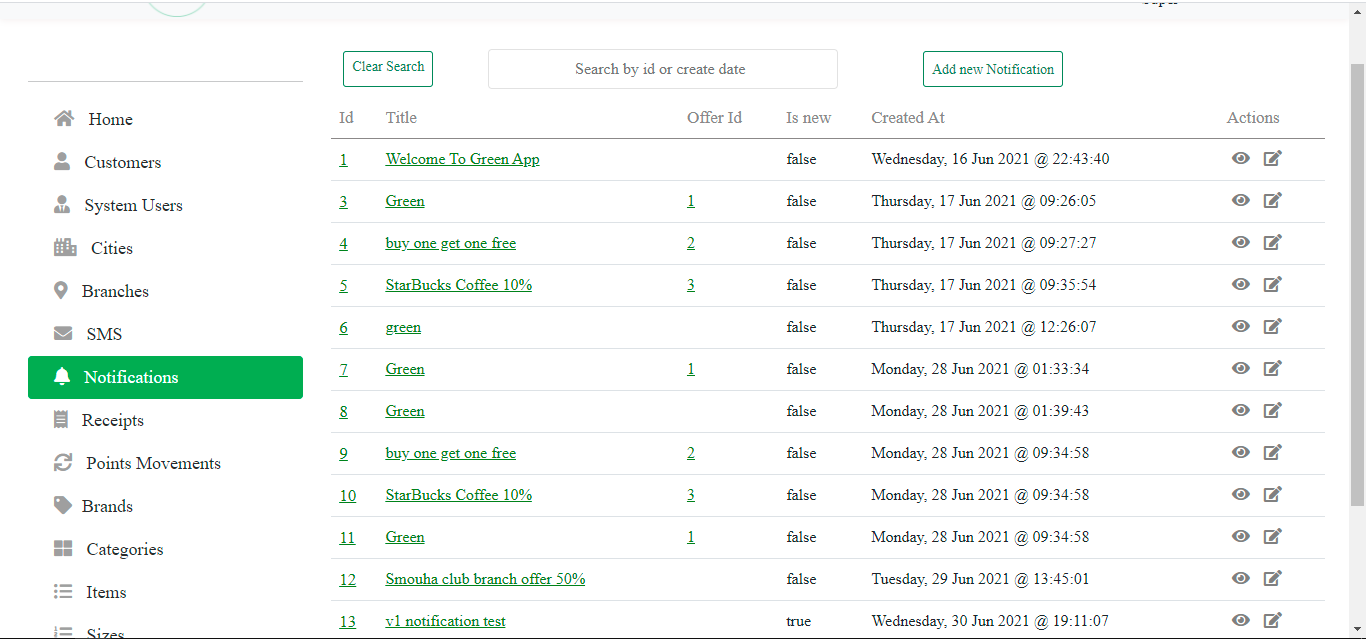 Clear Search
Search by id or create date
Add new Notification
Home
Customers
System Users
Cities
Branches
SMS
Notifications
Receipts
Points Movements
Brands
Categories
Items
Sizes
Id Title Offer Id Is new Created At Actions
1 Welcome To Green App false Wednesday, 16 Jun 2021 @ 22:43:40
3 Green 1 false Thursday, 17 Jun 2021 @ 09:26:05
4 buy one get one free 2 false Thursday, 17 Jun 2021 @ 09:27:27
5 StarBucks Coffee 10% 3 false Thursday, 17 Jun 2021 @ 09:35:54
6 green false Thursday, 17 Jun 2021 @ 12:26:07
7 Green 1 false Monday, 28 Jun 2021 @ 01:33:34
8 Green false Monday, 28 Jun 2021 @ 01:39:43
9 buy one get one free 2 false Monday, 28 Jun 2021 @ 09:34:58
10 StarBucks Coffee 10% 3 false Monday, 28 Jun 2021 @ 09:34:58
11 Green 1 false Monday, 28 Jun 2021 @ 09:34:58
12 Smouha club branch offer 50% false Tuesday, 29 Jun 2021 @ 13:45:01
13 v1 notification test true Wednesday, 30 Jun 2021 @ 19:11:07